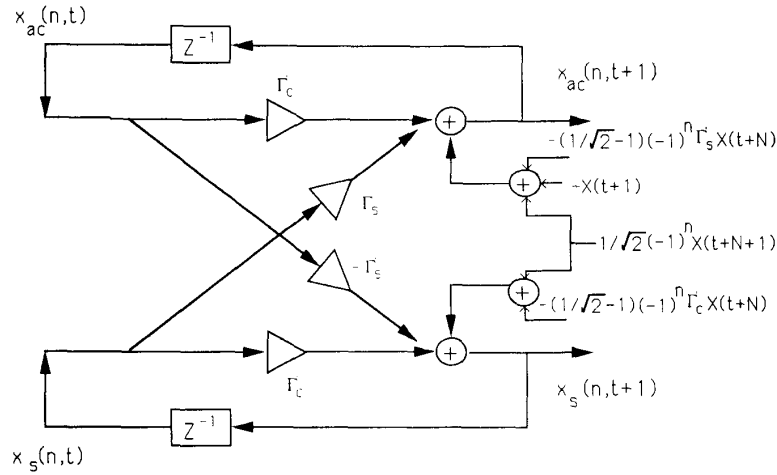 x_ac(n,t)
Z^-1
x_ac(n,t+1)
Γ_c
-(1/√2-1)(-1)^n Γ_s X(t+N)
+
+
-X(t+1)
Γ_s
1/√2(-1)^n X(t+N+1)
-Γ_s
+
-(1/√2-1)(-1)^n Γ_c X(t+N)
+
Γ_c
x_s(n,t+1)
Z^-1
x_s(n,t)